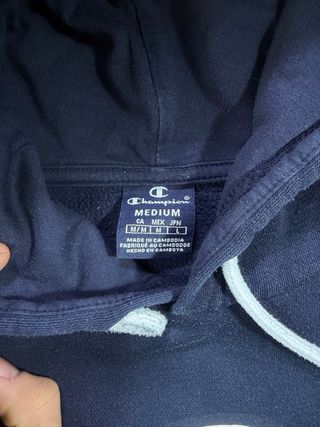 Champion®
MEDIUM
CA MEX JPN
M/M M L
MADE IN CAMBODIA
FABRIQUÉ AU CAMBODGE
HECHO EN CAMBOYA